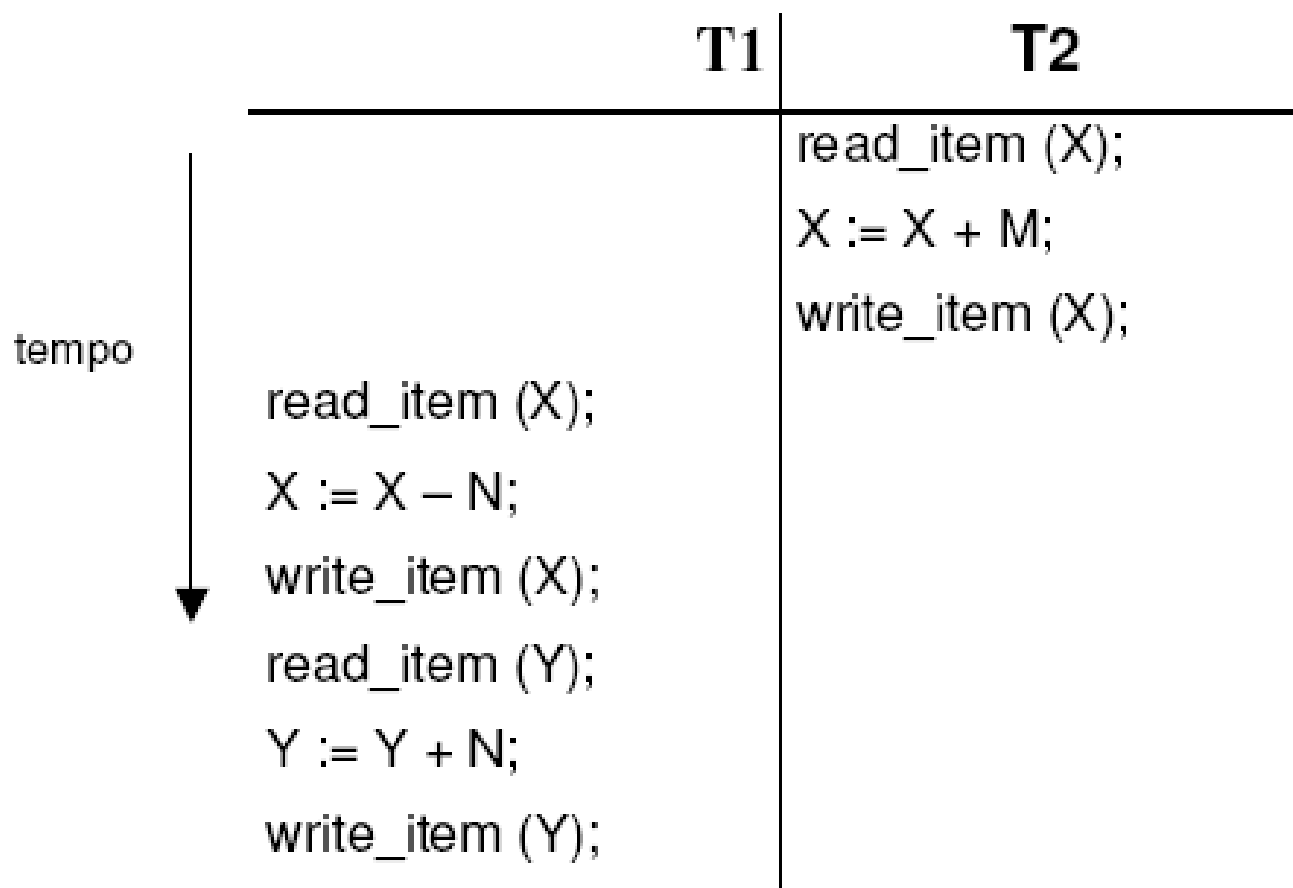 T1 T2
read_item (X);
X := X + M;
write_item (X);
tempo
read_item (X);
X := X – N;
write_item (X);
read_item (Y);
Y := Y + N;
write_item (Y);